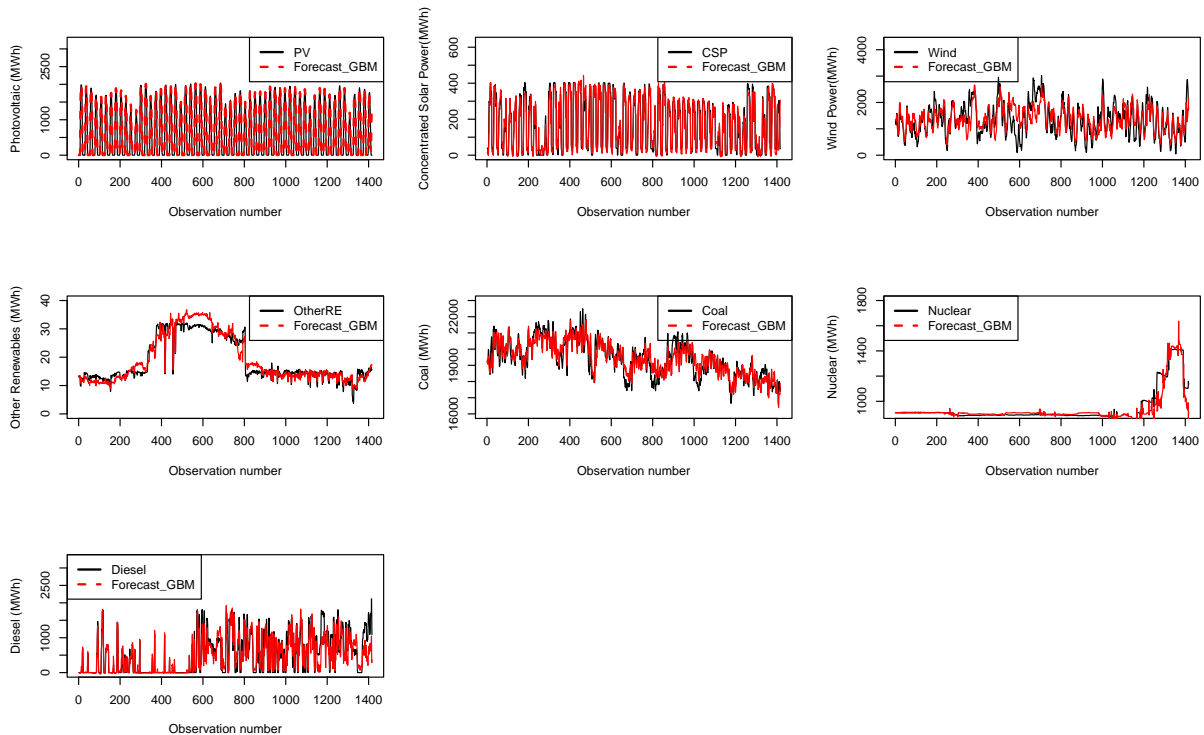 Photovoltaic (MWh)
0 1000 2500
PV
Forecast_GBM
0 200 400 600 800 1000 1200 1400
Observation number
Concentrated Solar Power(MWh)
0 200 400 600
CSP
Forecast_GBM
0 200 400 600 800 1000 1200 1400
Observation number
Wind Power(MWh)
0 2000 4000
Wind
Forecast_GBM
0 200 400 600 800 1000 1200 1400
Observation number
Other Renewables (MWh)
0 10 20 30 40
OtherRE
Forecast_GBM
0 200 400 600 800 1000 1200 1400
Observation number
Coal (MWh)
16000 19000 22000
Coal
Forecast_GBM
0 200 400 600 800 1000 1200 1400
Observation number
Nuclear (MWh)
1000 1400 1800
Nuclear
Forecast_GBM
0 200 400 600 800 1000 1200 1400
Observation number
Diesel (MWh)
0 1000 2500
Diesel
Forecast_GBM
0 200 400 600 800 1000 1200 1400
Observation number